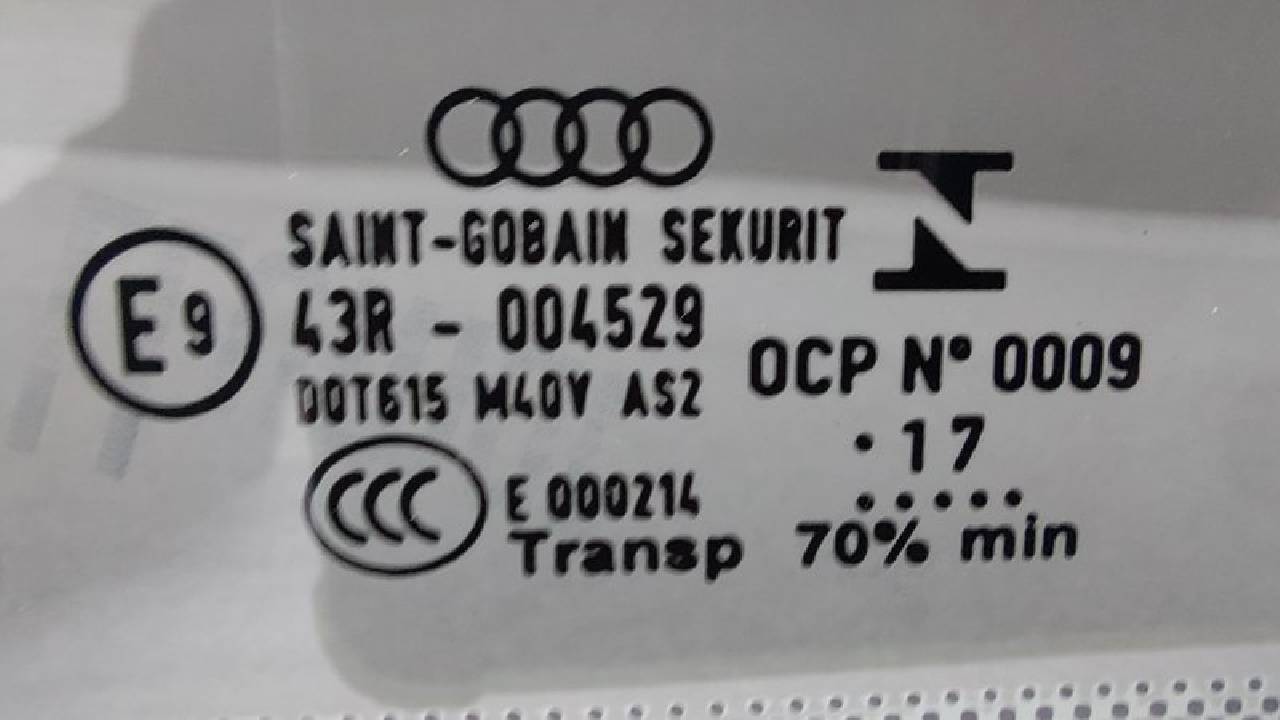 SAINT-GOBAIN SEKURIT
E9
43R - 004529
DOT615 M40V AS2
OCP N° 0009
·17
.....
CCC
E 000214
Transp 70% min